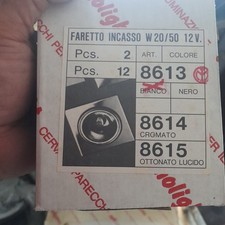 FARETTO INCASSO W 20/50 12 V.
Pcs. 2 ART. COLORE
Pcs. 12 8613
BIANCO NERO
8614
CROMATO
8615
OTTONATO LUCIDO